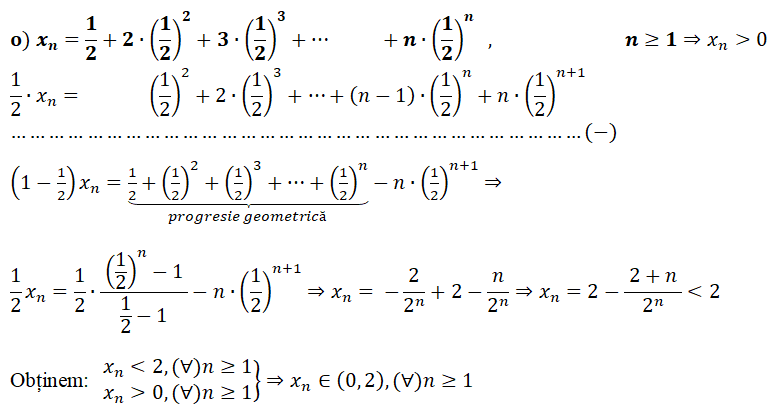 o) xₙ = 1/2 + 2 · (1/2)² + 3 · (1/2)³ + ⋯ + n · (1/2)ⁿ , n ≥ 1 ⇒ xₙ > 0
1/2 · xₙ = (1/2)² + 2 · (1/2)³ + ⋯ + (n − 1) · (1/2)ⁿ + n · (1/2)ⁿ⁺¹
… … … … … … … … … … … … … … … … … … … … … … … … … … … … … … (−)
(1 − 1/2) xₙ = 1/2 + (1/2)² + (1/2)³ + ⋯ + (1/2)ⁿ − n · (1/2)ⁿ⁺¹ ⇒
progresie geometrică
1/2 xₙ = 1/2 · ((1/2)ⁿ − 1)/(1/2 − 1) − n · (1/2)ⁿ⁺¹ ⇒ xₙ = − 2/2ⁿ + 2 − n/2ⁿ ⇒ xₙ = 2 − (2 + n)/2ⁿ < 2
Obținem: xₙ < 2, (∀)n ≥ 1
xₙ > 0, (∀)n ≥ 1} ⇒ xₙ ∈ (0, 2), (∀)n ≥ 1